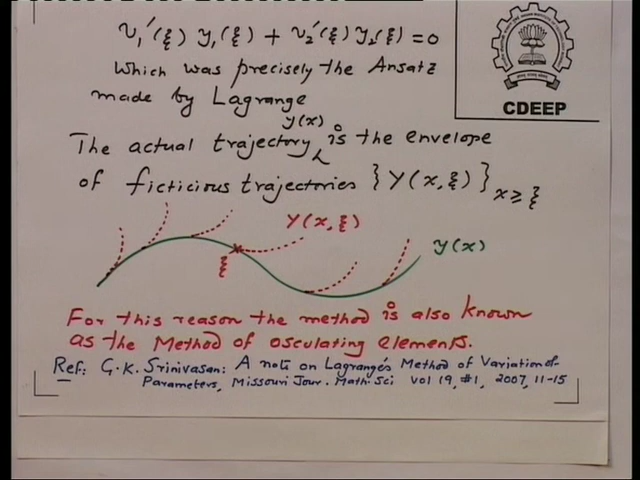 v₁'(ξ) y₁(ξ) + v₂'(ξ) y₂(ξ) = 0
Which was precisely the Ansatz
made by Lagrange
y(x)
The actual trajectory is the envelope
of ficticious trajectories {Y(x,ξ)}x≥ξ
Y(x,ξ)
y(x)
ξ
For this reason the method is also known
as the Method of osculating elements.
Ref: G.K. Srinivasan: A note on Lagrange's Method of Variation of
Parameters, Missouri Jour. Math. Sci Vol 19, #1, 2007, 11-15
CDEEP